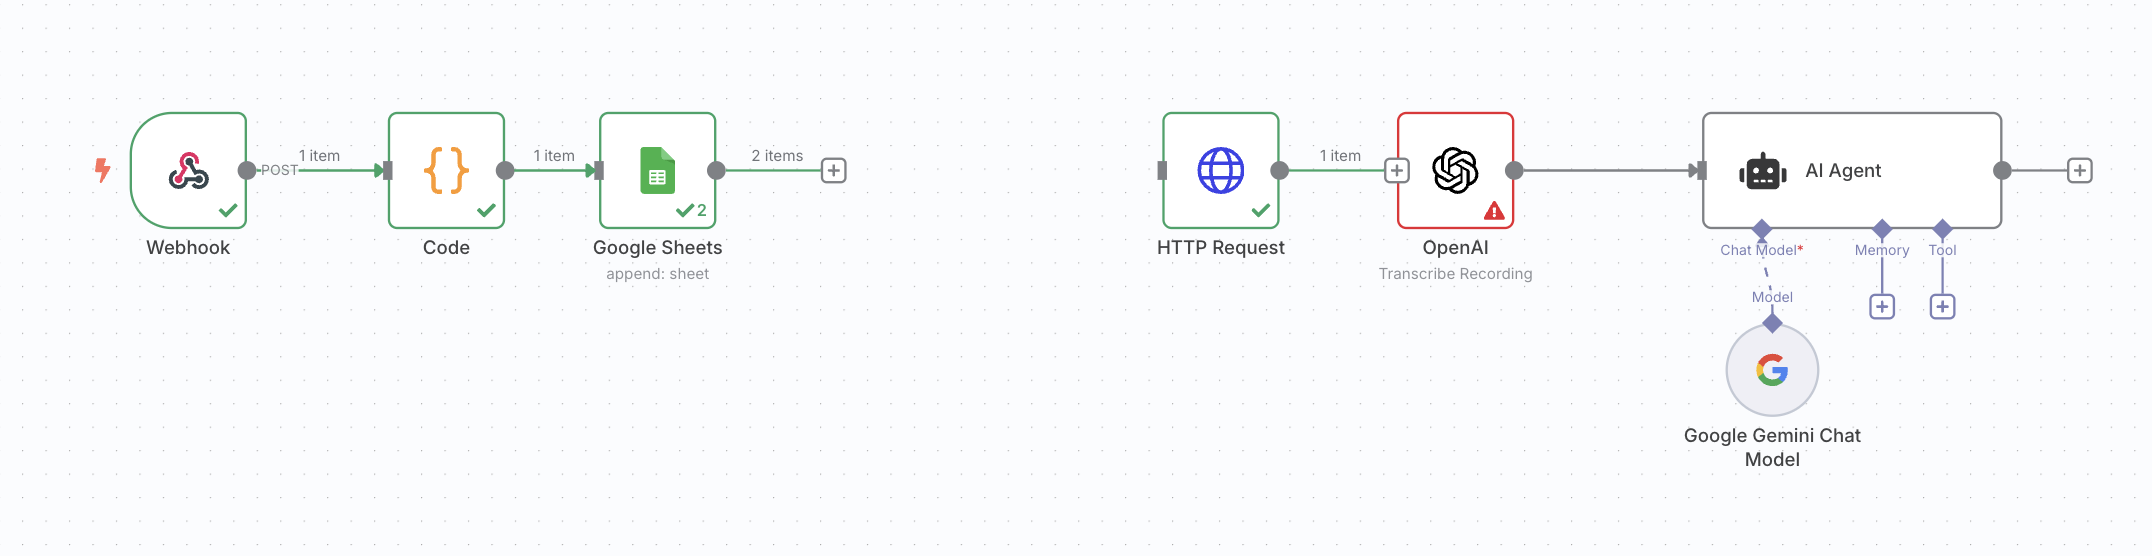 POST
1 item
1 item
2 items
1 item
AI Agent
2
Webhook
Code
Google Sheets
append: sheet
HTTP Request
OpenAI
Transcribe Recording
Chat Model*
Memory
Tool
Model
Google Gemini Chat
Model